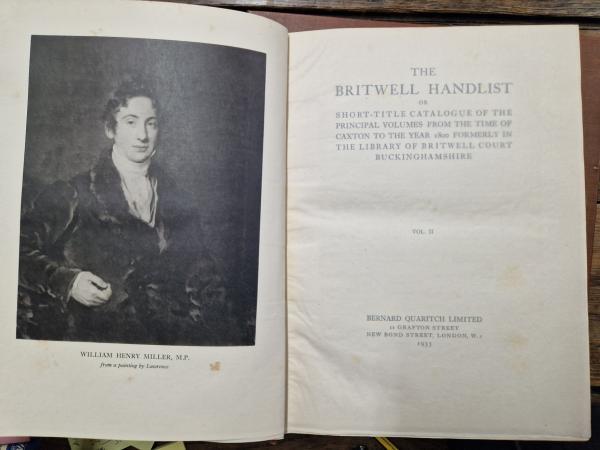 WILLIAM HENRY MILLER, M.P.
from a painting by Lawrence
THE
BRITWELL HANDLIST
OR
SHORT-TITLE CATALOGUE OF THE
PRINCIPAL VOLUMES FROM THE TIME OF
CAXTON TO THE YEAR 1800 FORMERLY IN
THE LIBRARY OF BRITWELL COURT
BUCKINGHAMSHIRE
VOL. II
BERNARD QUARITCH LIMITED
11 GRAFTON STREET
NEW BOND STREET, LONDON, W.1
1933